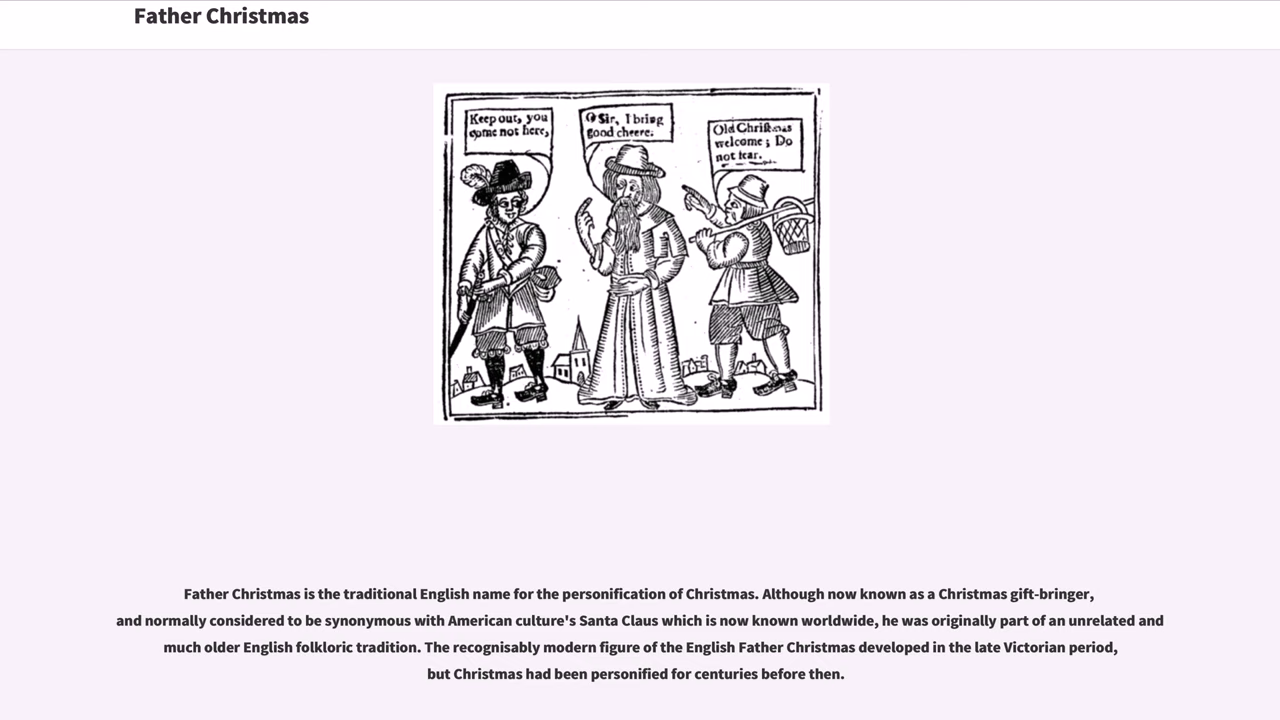 Father Christmas
Keep out, you
come not here,
O Sir, I bring
good cheere.
Old Christmas
welcome; Do
not fear.
Father Christmas is the traditional English name for the personification of Christmas. Although now known as a Christmas gift-bringer,
and normally considered to be synonymous with American culture's Santa Claus which is now known worldwide, he was originally part of an unrelated and
much older English folkloric tradition. The recognisably modern figure of the English Father Christmas developed in the late Victorian period,
but Christmas had been personified for centuries before then.